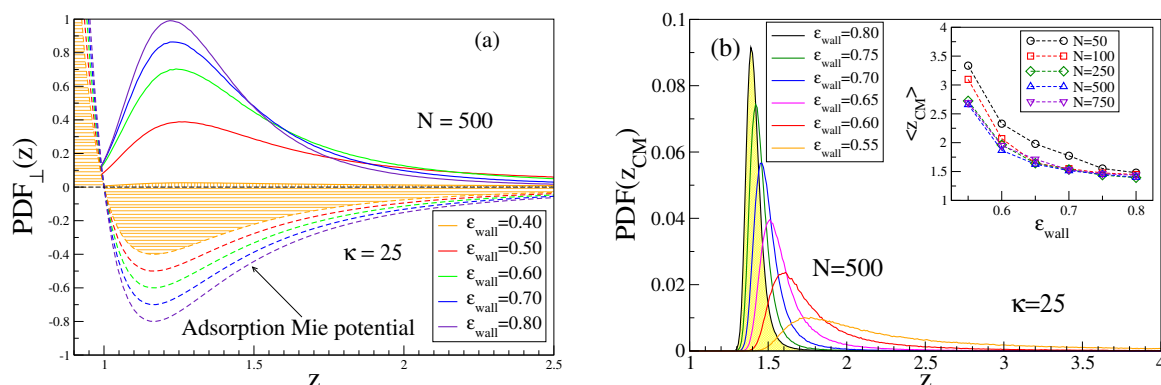 (a)
1
0.8
0.6
0.4
0.2
0
-0.2
-0.4
-0.6
-0.8
-1
PDF⊥(z)
N = 500
κ = 25
ε_wall=0.40
ε_wall=0.50
ε_wall=0.60
ε_wall=0.70
ε_wall=0.80
Adsorption Mie potential
1 1.5 2 2.5
z
(b)
0.1
0.08
0.06
0.04
0.02
0
PDF(z_CM)
ε_wall=0.80
ε_wall=0.75
ε_wall=0.70
ε_wall=0.65
ε_wall=0.60
ε_wall=0.55
N=500
κ=25
1 1.5 2 2.5 3 3.5 4
z
4
3.5
3
2.5
2
1.5
1
<z_CM>
N=50
N=100
N=250
N=500
N=750
0.6 0.7 0.8
ε_wall